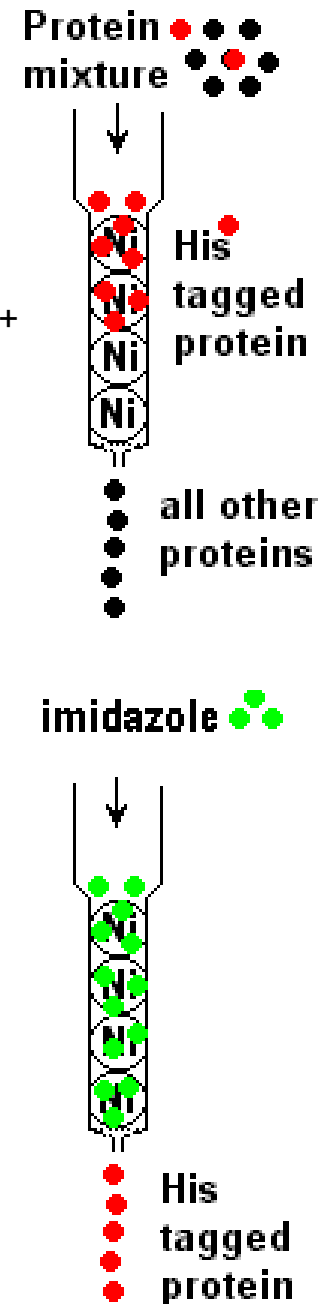 Protein
mixture
Ni
His
Ni
tagged
+
protein
Ni
Ni
all other
proteins
imidazole
Ni
Ni
Ni
Ni
His
tagged
protein